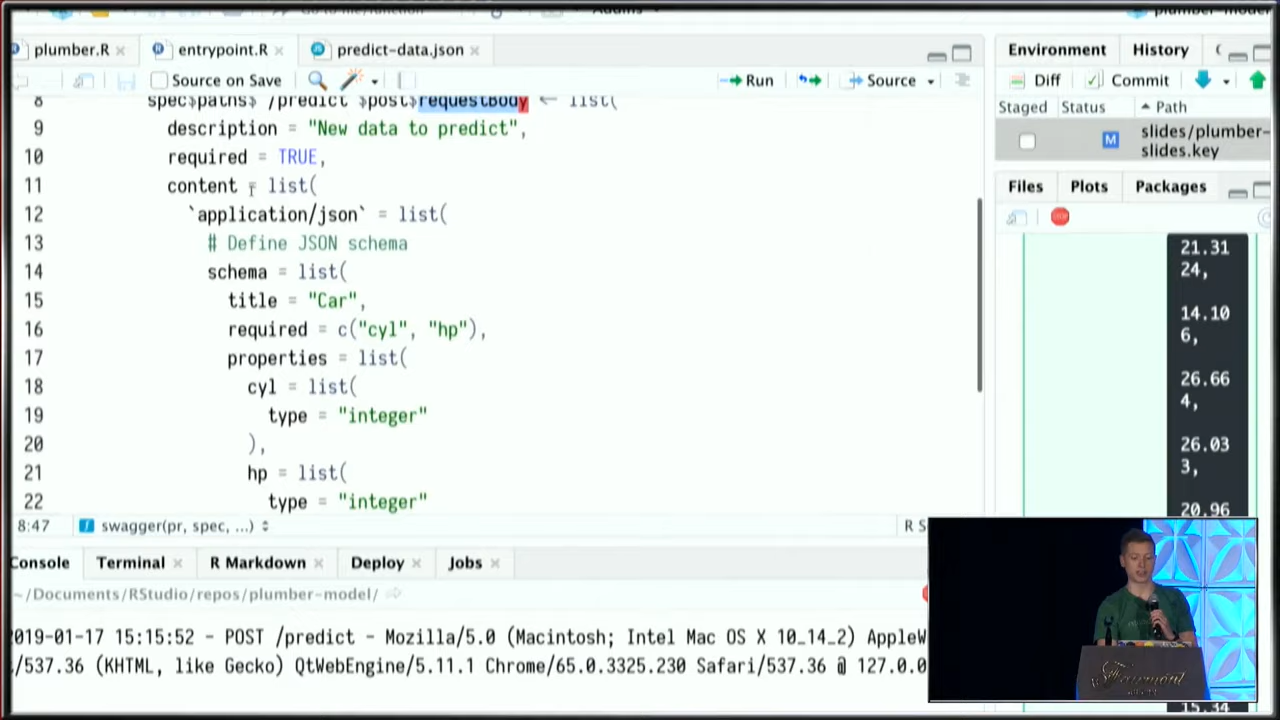 Addins
plumber-model
plumber.R
entrypoint.R
predict-data.json
Source on Save
Run
Source
8 spec$paths$`/predict`$post$requestBody <- list(
9 description = "New data to predict",
10 required = TRUE,
11 content = list(
12 `application/json` = list(
13 # Define JSON schema
14 schema = list(
15 title = "Car",
16 required = c("cyl", "hp"),
17 properties = list(
18 cyl = list(
19 type = "integer"
20 ),
21 hp = list(
22 type = "integer"
8:47 swagger(pr, spec, ...) R S
Console Terminal R Markdown Deploy Jobs
~/Documents/RStudio/repos/plumber-model/
2019-01-17 15:15:52 - POST /predict - Mozilla/5.0 (Macintosh; Intel Mac OS X 10_14_2) AppleW
/537.36 (KHTML, like Gecko) QtWebEngine/5.11.1 Chrome/65.0.3325.230 Safari/537.36 @ 127.0.0
Environment History
Diff Commit
Staged Status Path
M slides/plumber-
slides.key
Files Plots Packages
21.31
24,
14.10
6,
26.66
4,
26.03
3,
20.96
15.34
Fairmont